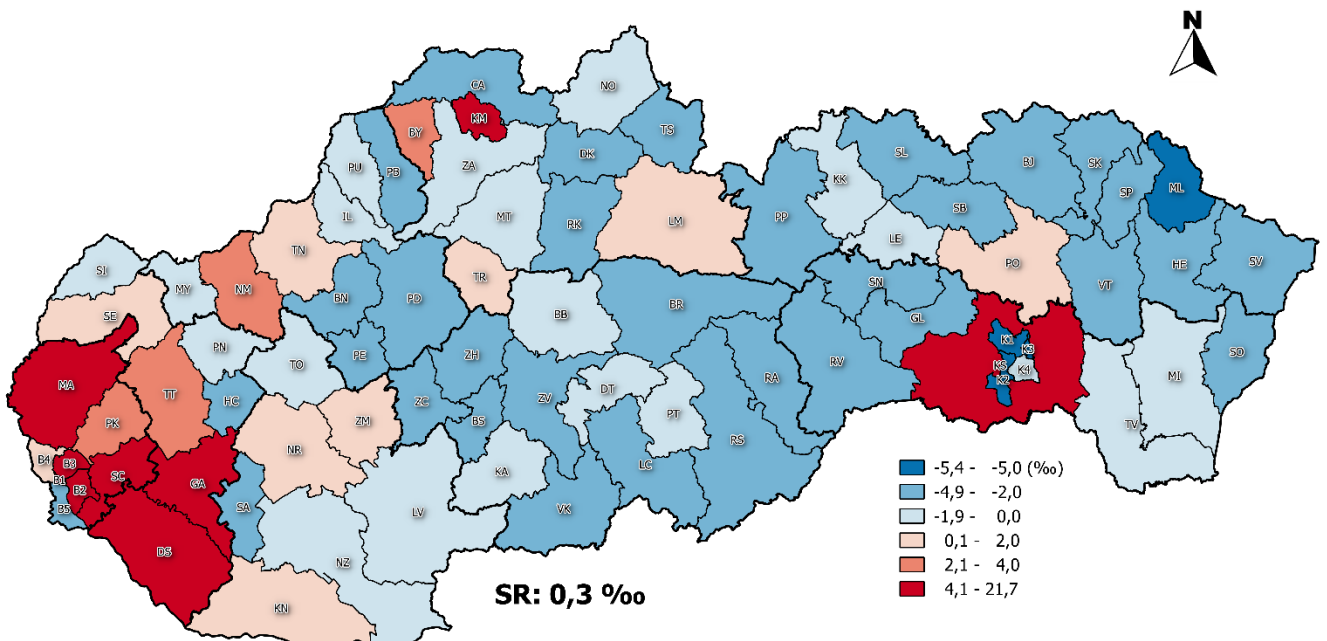 N
CA
NO
KM
BY
TS
PU
PB
ZA
DK
SL
BJ
SK
SP
ML
KK
IL
MT
RK
LM
PP
SB
LE
TN
TR
PO
HE
SV
SI
MY
NM
BN
PD
SN
VT
SE
BB
BR
GL
PN
TO
PE
ZH
K1
K3
KS
K4
K2
MA
TT
HC
ZC
BS
ZV
DT
PT
RA
RV
MI
SO
PK
ZM
NR
RS
TV
B4
B3
B1
B2
B5
SC
GA
SA
LV
KA
LC
VK
DS
NZ
KN
-5,4 - -5,0 (‰)
-4,9 - -2,0
-1,9 - 0,0
0,1 - 2,0
2,1 - 4,0
4,1 - 21,7
SR: 0,3 ‰